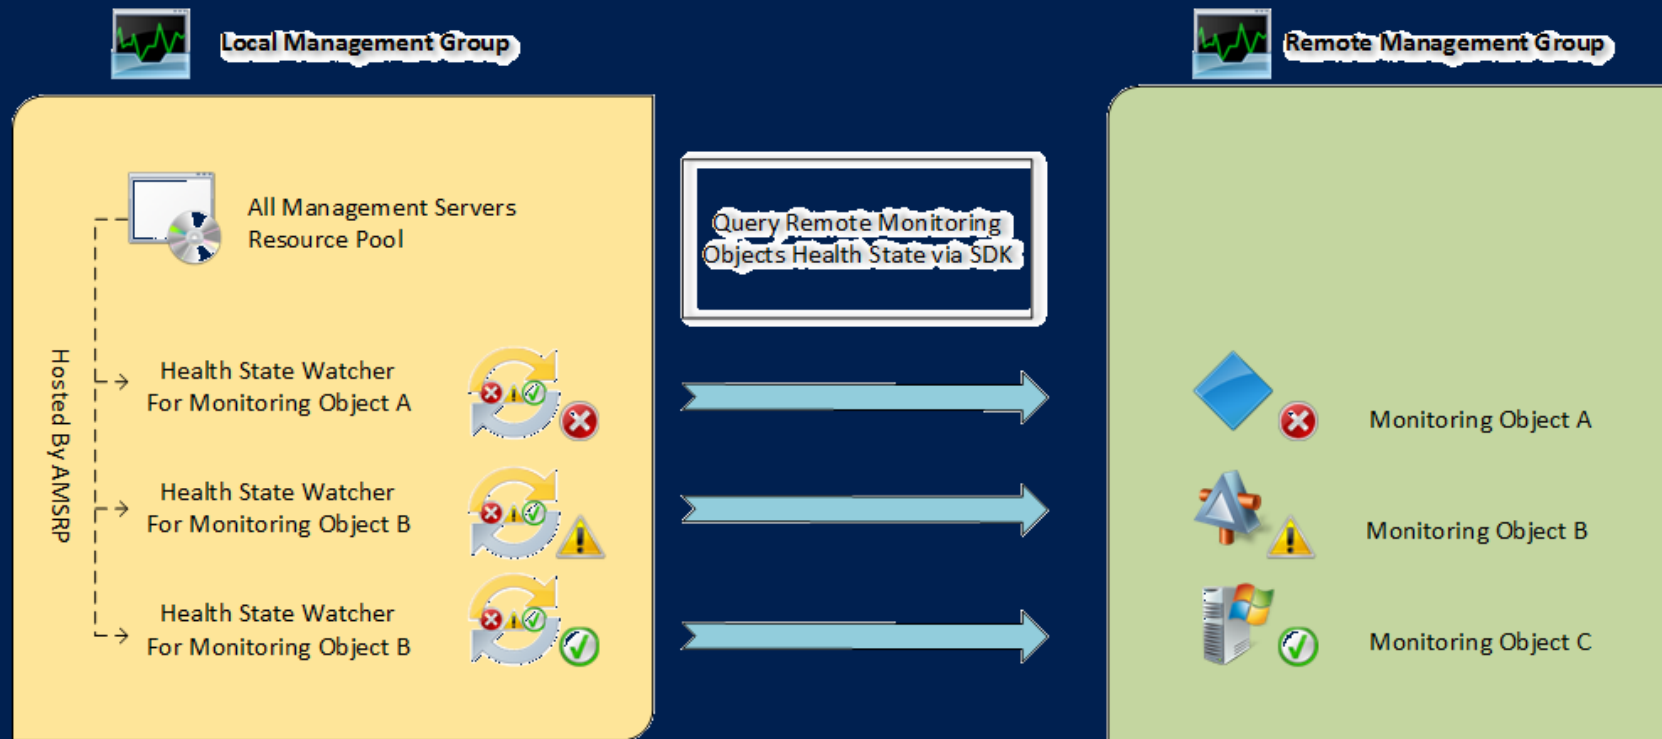 Local Management Group
Remote Management Group
All Management Servers
Resource Pool
Query Remote Monitoring
Objects Health State via SDK
Hosted By AMSRP
Health State Watcher
For Monitoring Object A
Monitoring Object A
Health State Watcher
For Monitoring Object B
Monitoring Object B
Health State Watcher
For Monitoring Object B
Monitoring Object C